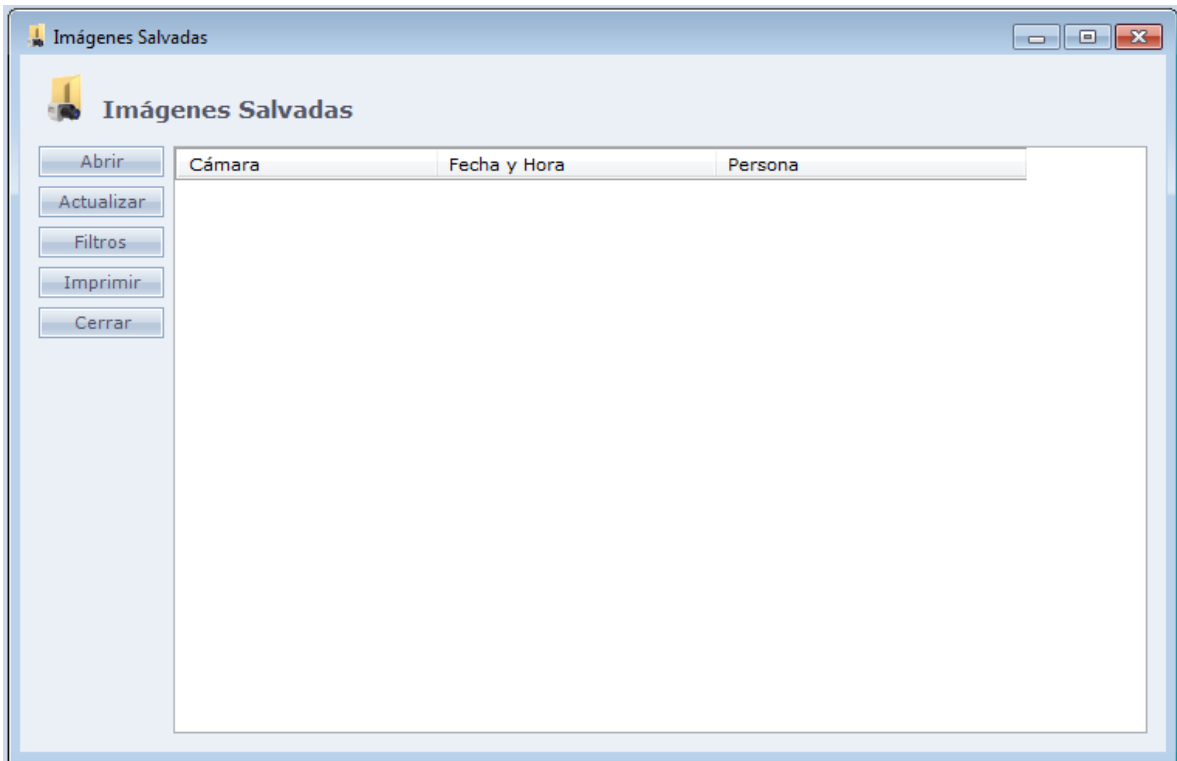 Imágenes Salvadas
Imágenes Salvadas
Abrir
Actualizar
Filtros
Imprimir
Cerrar
Cámara Fecha y Hora Persona